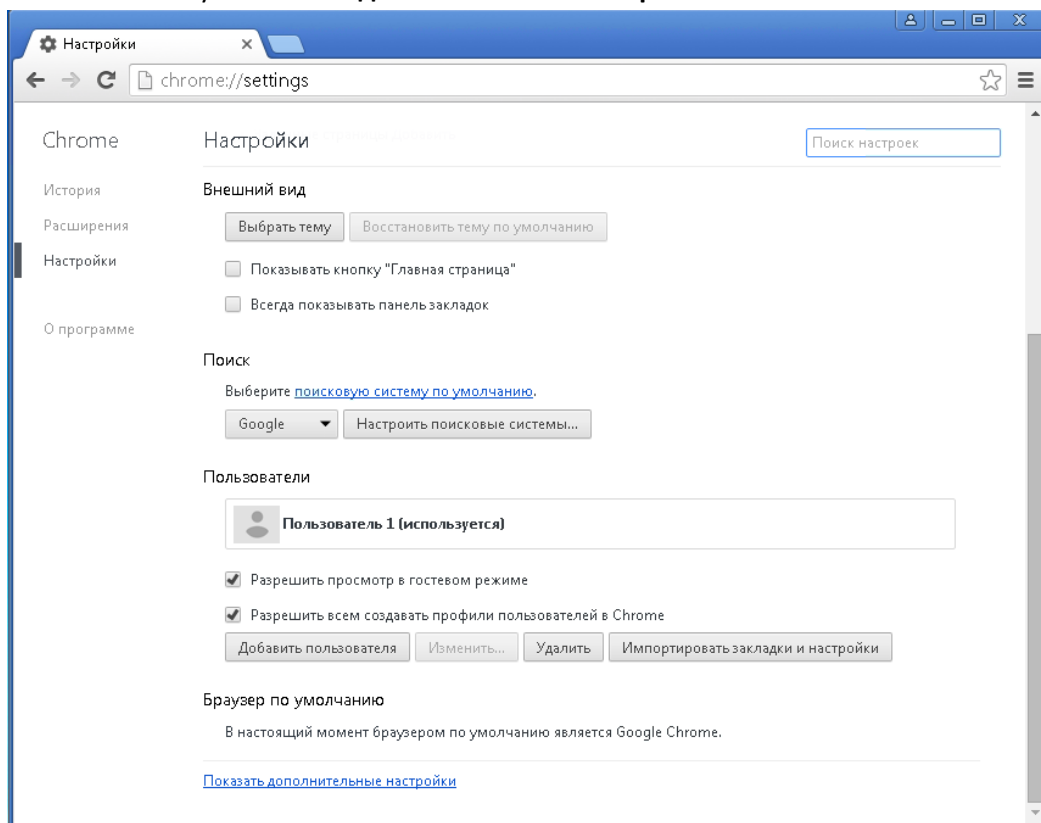 Настройки
chrome://settings
Chrome
История
Расширения
Настройки
О программе
Настройки
Поиск настроек
Внешний вид
Выбрать тему Восстановить тему по умолчанию
Показывать кнопку "Главная страница"
Всегда показывать панель закладок
Поиск
Выберите поисковую систему по умолчанию.
Google Настроить поисковые системы...
Пользователи
Пользователь 1 (используется)
Разрешить просмотр в гостевом режиме
Разрешить всем создавать профили пользователей в Chrome
Добавить пользователя Изменить... Удалить Импортировать закладки и настройки
Браузер по умолчанию
В настоящий момент браузером по умолчанию является Google Chrome.
Показать дополнительные настройки